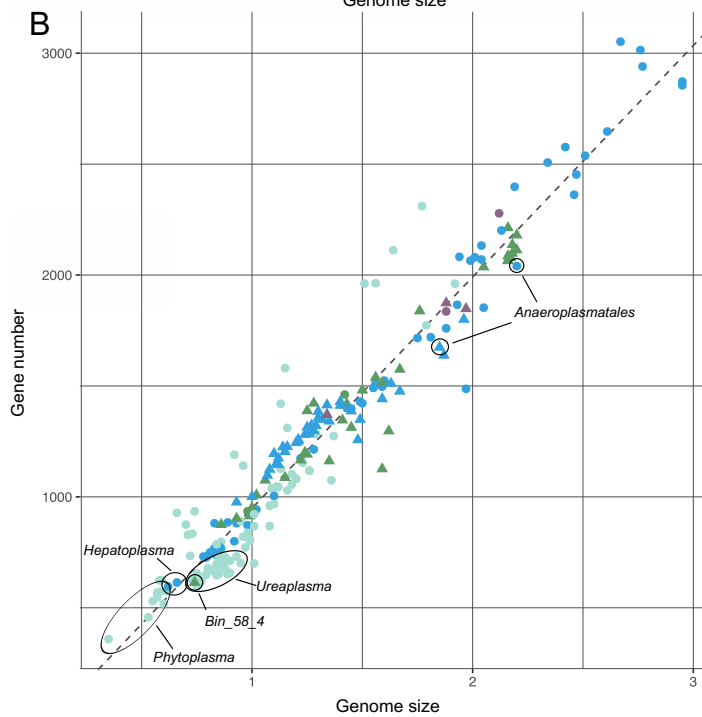 Genome size
B
3000
2000
1000
Gene number
Anaeroplasmatales
Hepatoplasma
Ureaplasma
Bin_58_4
Phytoplasma
1
2
3
Genome size